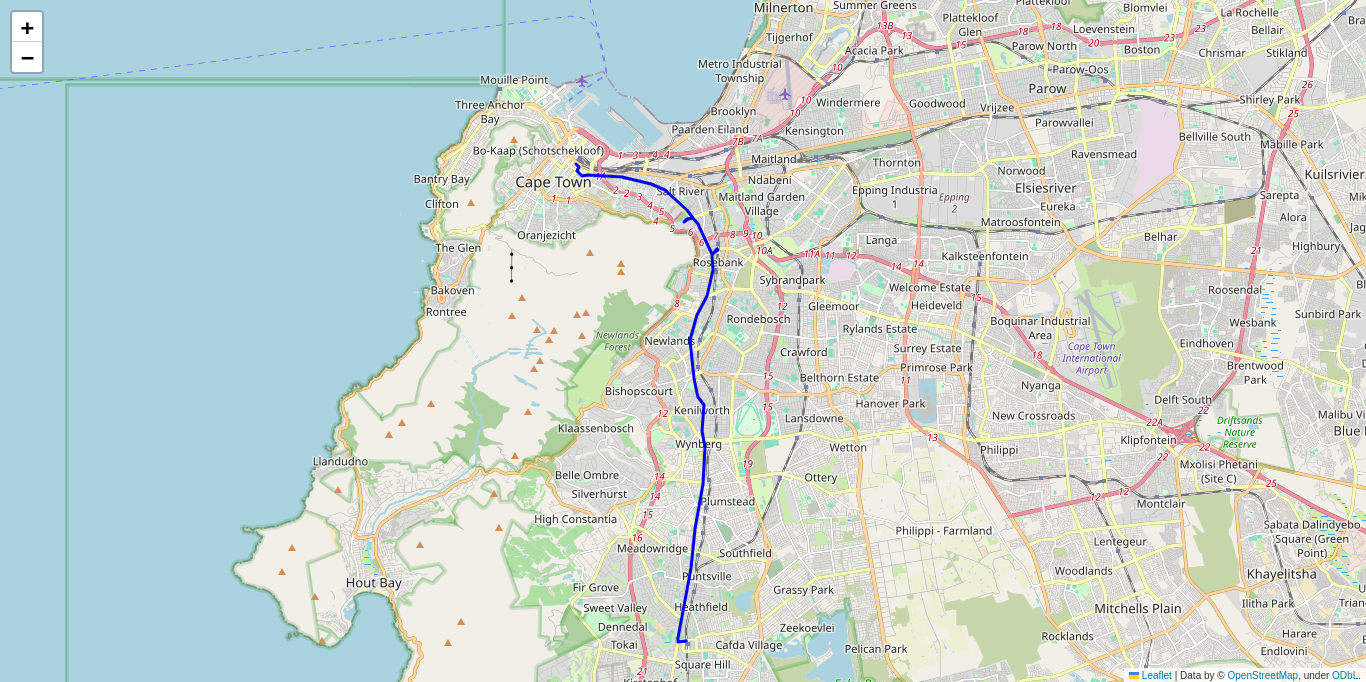 +
−
Milnerton
Summer Greens
Plattekloof
Plattekloof
Glen
Blomvlei
La Rochelle
Loevenstein
Bellair
Tijgerhof
Acacia Park
13B
13
13
15
18
20
23
Parow North
Boston
Chrismar
Stikland
Metro Industrial
Township
10
Parow-Oos
26
Mouille Point
Three Anchor
Bay
Brooklyn
Windermere
Goodwood
Vrijzee
Parow
Shirley Park
10
Paarden Eiland
Kensington
Parowvallei
Bellville South
Mabille Park
7B
7A
Bo-Kaap (Schotschekloof)
1
3
4
4
Maitland
Thornton
Ravensmead
Norwood
Kuilsrivier
Bantry Bay
Cape Town
Ndabeni
Epping Industria
1
Epping
2
Elsiesriver
Clifton
1
1
2
2
3
4
5
Salt River
Maitland Garden
Village
Eureka
Sarepta
Matroosfontein
Alora
Oranjezicht
4
5
6
6
7
8
9
10
10A
Langa
Belhar
Highbury
The Glen
Rosebank
11A
11
12
14
14
Kalksteenfontein
21
Bakoven
Sybrandpark
Welcome Estate
15
Roosendal
Rontree
8
12
Gleemoor
Heideveld
Sunbird Park
Rondebosch
Rylands Estate
Boquinar Industrial
Area
Wesbank
Newlands
Forest
Newlands
Crawford
Surrey Estate
18
Cape Town
International
Airport
Eindhoven
Primrose Park
Brentwood
Park
Bishopscourt
15
Belthorn Estate
11
Nyanga
Kenilworth
12
15
Hanover Park
Delft South
Lansdowne
New Crossroads
22
Malibu Vi
Klaassenbosch
22A
Driftsands
Nature
Reserve
Blue
Wynberg
Wetton
13
Philippi
Klipfontein
22
22
Llandudno
19
Mxolisi Phetani
(Site C)
Belle Ombre
14
Ottery
Silverhurst
14
12
12
25
Plumstead
Montclair
High Constantia
15
Philippi - Farmland
Sabata Dalindyebo
Square (Green
Point)
16
Meadowridge
Southfield
Lentegeur
Hout Bay
Fir Grove
Puntsville
Woodlands
Khayelitsha
Grassy Park
Sweet Valley
Heathfield
Mitchells Plain
Ilitha Park
Trian
Dennedal
Zeekoevlei
Rocklands
Harare
Tokai
Cafda Village
Pelican Park
Endlovini
Square Hill
Leaflet | Data by © OpenStreetMap, under ODbL.